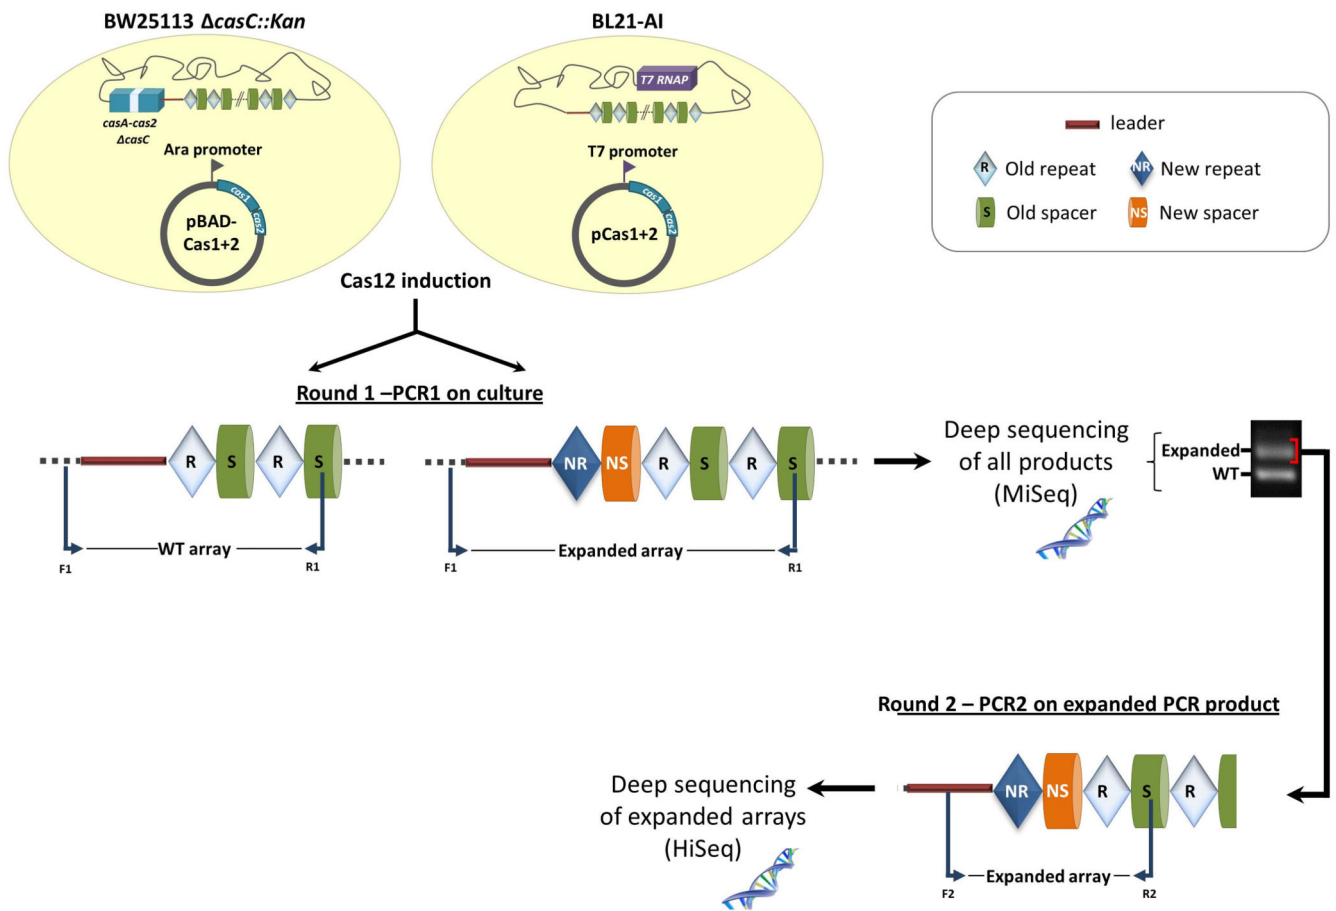 BW25113 ΔcasC::Kan
BL21-AI
T7 RNAP
casA-cas2
ΔcasC
Ara promoter
cas1
cas2
pBAD-
Cas1+2
T7 promoter
cas1
cas2
pCas1+2
leader
R Old repeat
NR New repeat
S Old spacer
NS New spacer
Cas12 induction
Round 1 –PCR1 on culture
R S R S
NR NS R S R S
F1 WT array R1
F1 Expanded array R1
Deep sequencing
of all products
(MiSeq)
Expanded
WT
Round 2 – PCR2 on expanded PCR product
NR NS R S R
F2 Expanded array R2
Deep sequencing
of expanded arrays
(HiSeq)